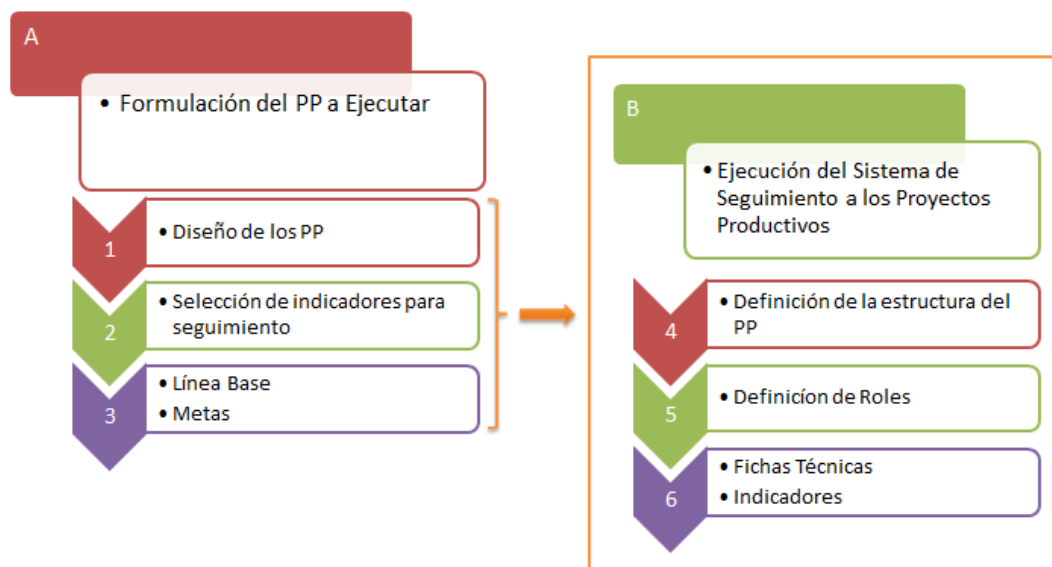 A
• Formulación del PP a Ejecutar
1
• Diseño de los PP
2
• Selección de indicadores para
seguimiento
3
• Línea Base
• Metas
B
• Ejecución del Sistema de
Seguimiento a los Proyectos
Productivos
4
• Definición de la estructura del
PP
5
• Definicíon de Roles
6
• Fichas Técnicas
• Indicadores